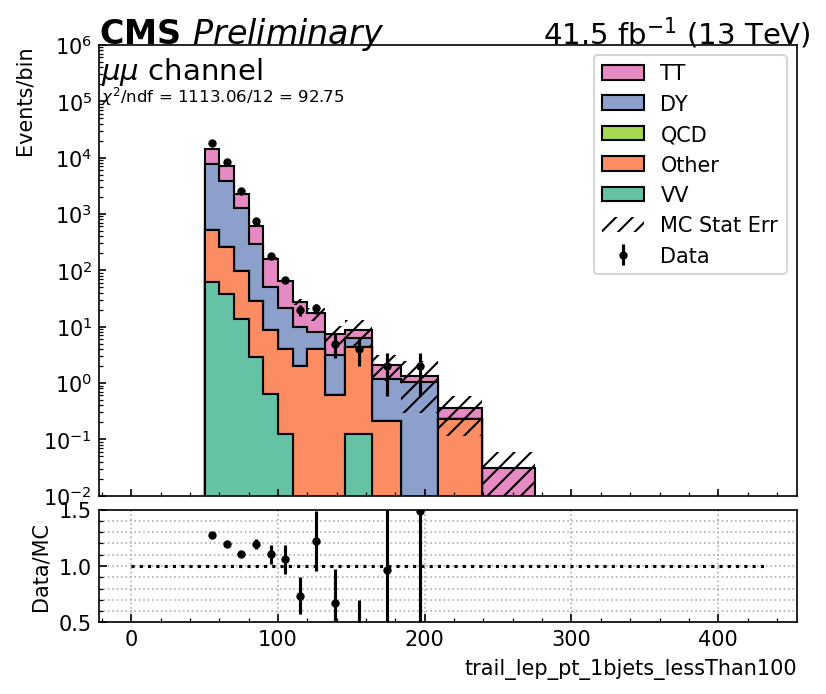 CMS Preliminary 41.5 fb⁻¹ (13 TeV)
μμ channel
χ²/ndf = 1113.06/12 = 92.75
Events/bin
10⁶
10⁵
10⁴
10³
10²
10¹
10⁰
10⁻¹
10⁻²
TT
DY
QCD
Other
VV
MC Stat Err
Data
Data/MC
1.5
1.0
0.5
0 100 200 300 400
trail_lep_pt_1bjets_lessThan100